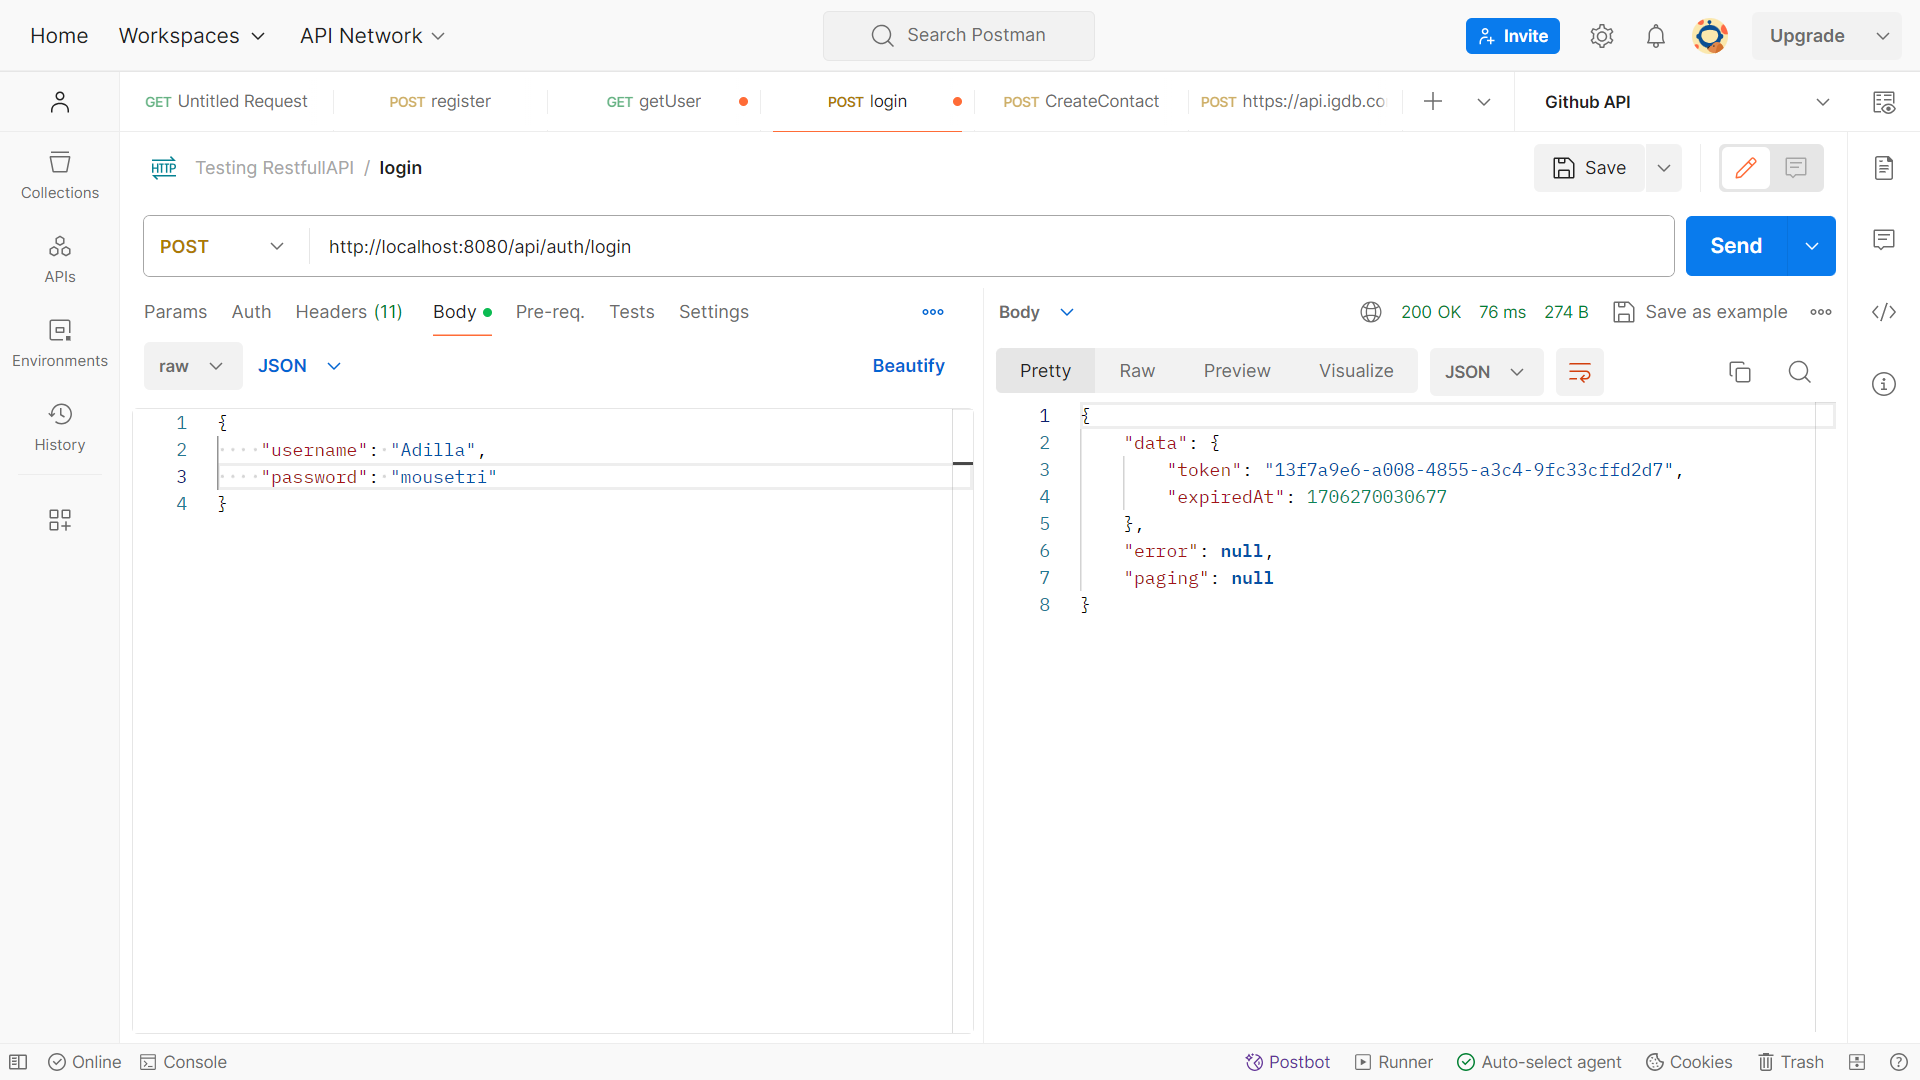 Home Workspaces API Network Search Postman Invite Upgrade
GET Untitled Request POST register GET getUser POST login POST CreateContact POST https://api.igdb.co Github API
HTTP Testing RestfullAPI / login Save
Collections
POST http://localhost:8080/api/auth/login Send
APIs
Params Auth Headers (11) Body Pre-req. Tests Settings Body 200 OK 76 ms 274 B Save as example
Environments
raw JSON Beautify Pretty Raw Preview Visualize JSON
History
1 {
2 "username": "Adilla",
3 "password": "mousetri"
4 }
1 {
2 "data": {
3 "token": "13f7a9e6-a008-4855-a3c4-9fc33cffd2d7",
4 "expiredAt": 1706270030677
5 },
6 "error": null,
7 "paging": null
8 }
Online Console Postbot Runner Auto-select agent Cookies Trash